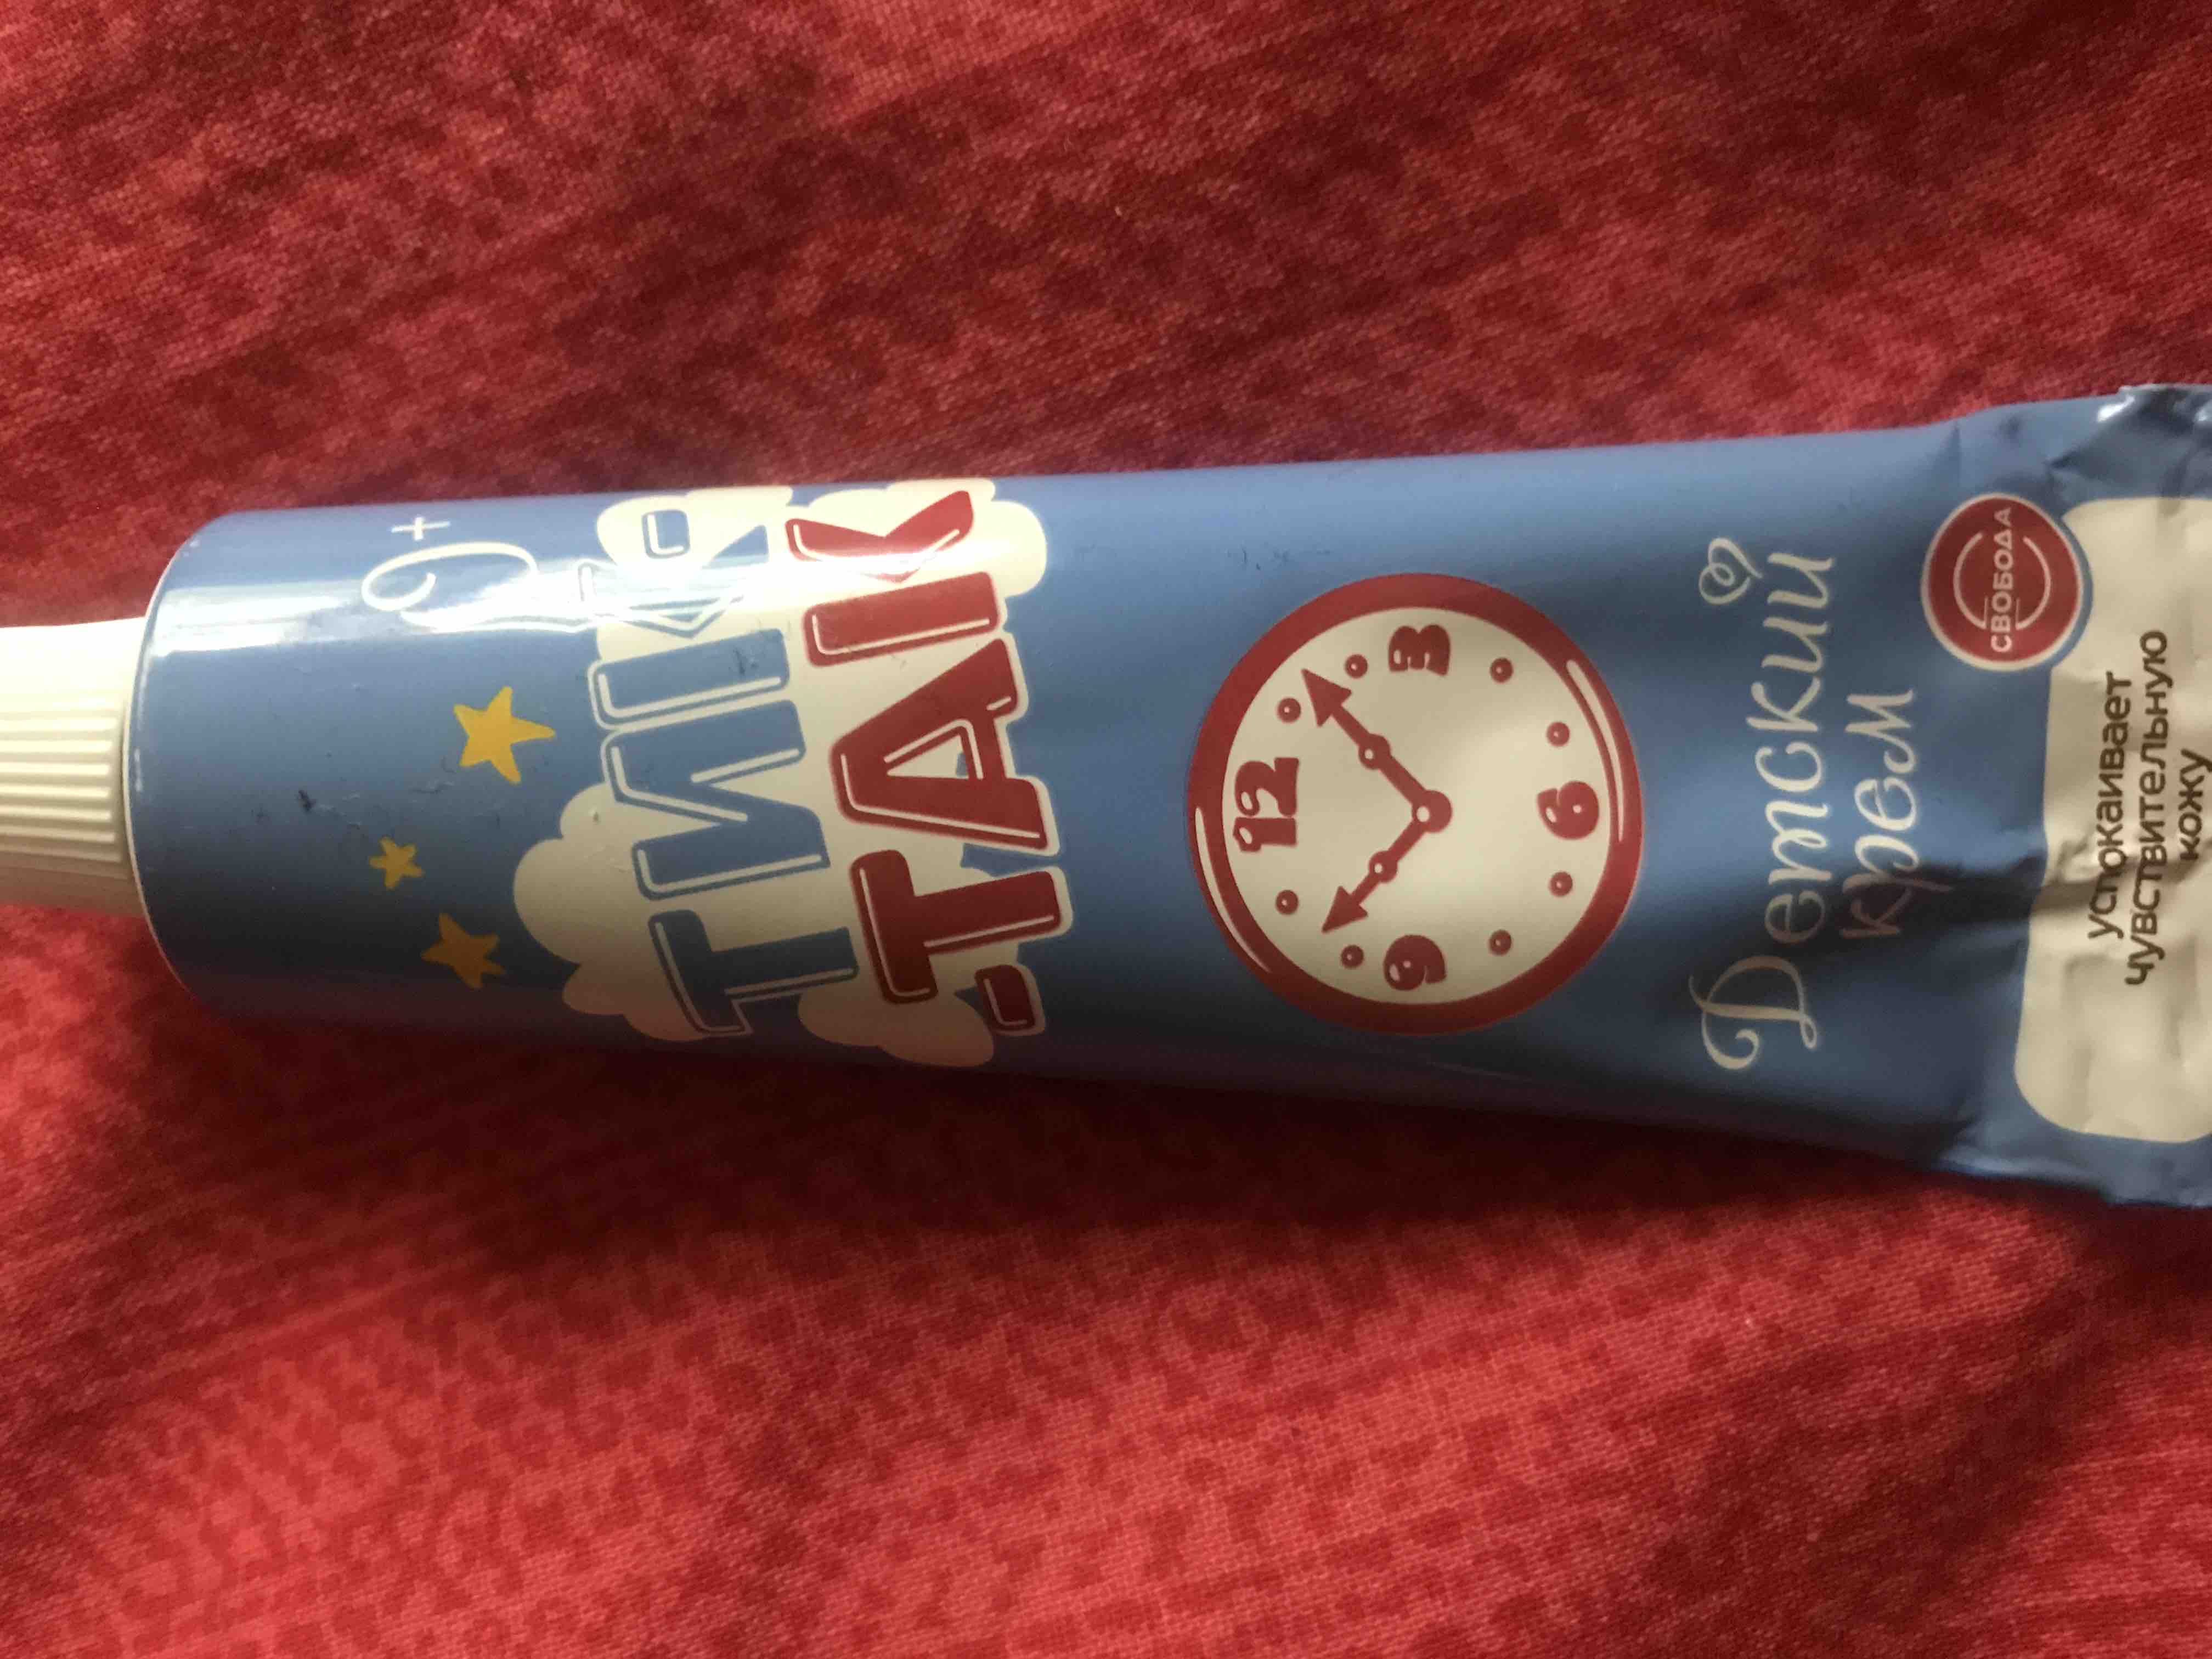 0+
ТИК-
-ТАК
12
3
9
6
Детский
крем
СВОБОДА
успокаивает
чувствительную
кожу